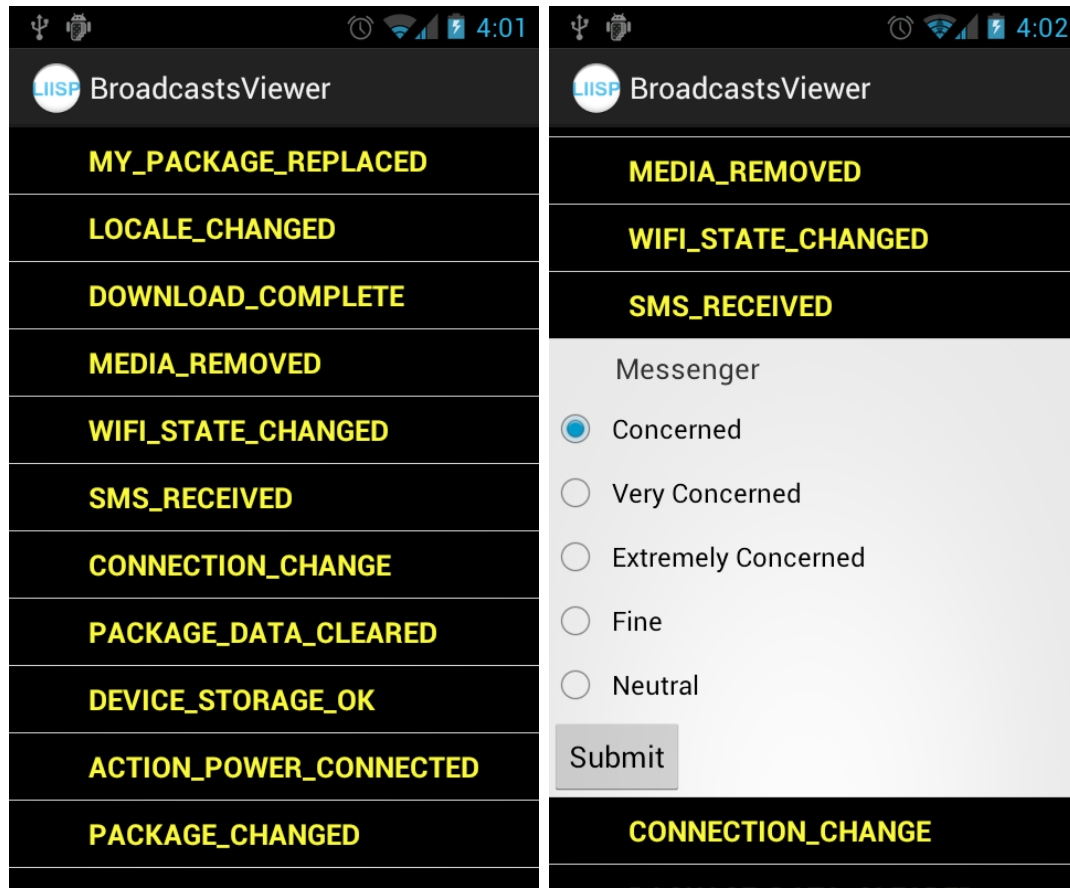 4:01
LIISP BroadcastsViewer
MY_PACKAGE_REPLACED
LOCALE_CHANGED
DOWNLOAD_COMPLETE
MEDIA_REMOVED
WIFI_STATE_CHANGED
SMS_RECEIVED
CONNECTION_CHANGE
PACKAGE_DATA_CLEARED
DEVICE_STORAGE_OK
ACTION_POWER_CONNECTED
PACKAGE_CHANGED
4:02
LIISP BroadcastsViewer
MEDIA_REMOVED
WIFI_STATE_CHANGED
SMS_RECEIVED
Messenger
Concerned
Very Concerned
Extremely Concerned
Fine
Neutral
Submit
CONNECTION_CHANGE